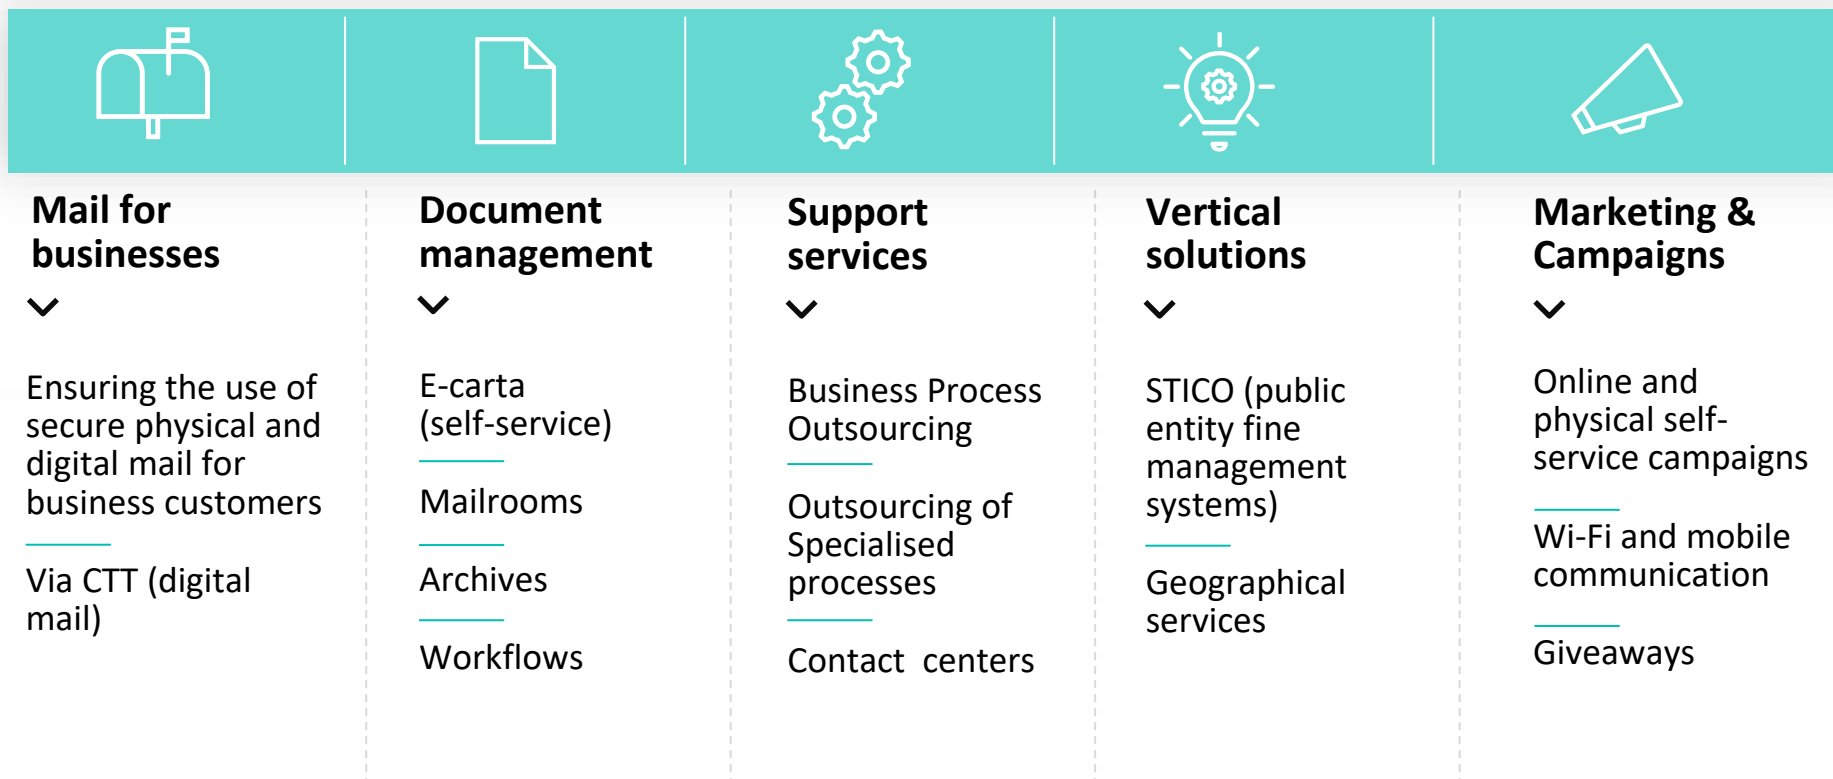 Mail for
businesses
Ensuring the use of
secure physical and
digital mail for
business customers
Via CTT (digital
mail)
Document
management
E-carta
(self-service)
Mailrooms
Archives
Workflows
Support
services
Business Process
Outsourcing
Outsourcing of
Specialised
processes
Contact  centers
Vertical
solutions
STICO (public
entity fine
management
systems)
Geographical
services
Marketing &
Campaigns
Online and
physical self-
service campaigns
Wi-Fi and mobile
communication
Giveaways